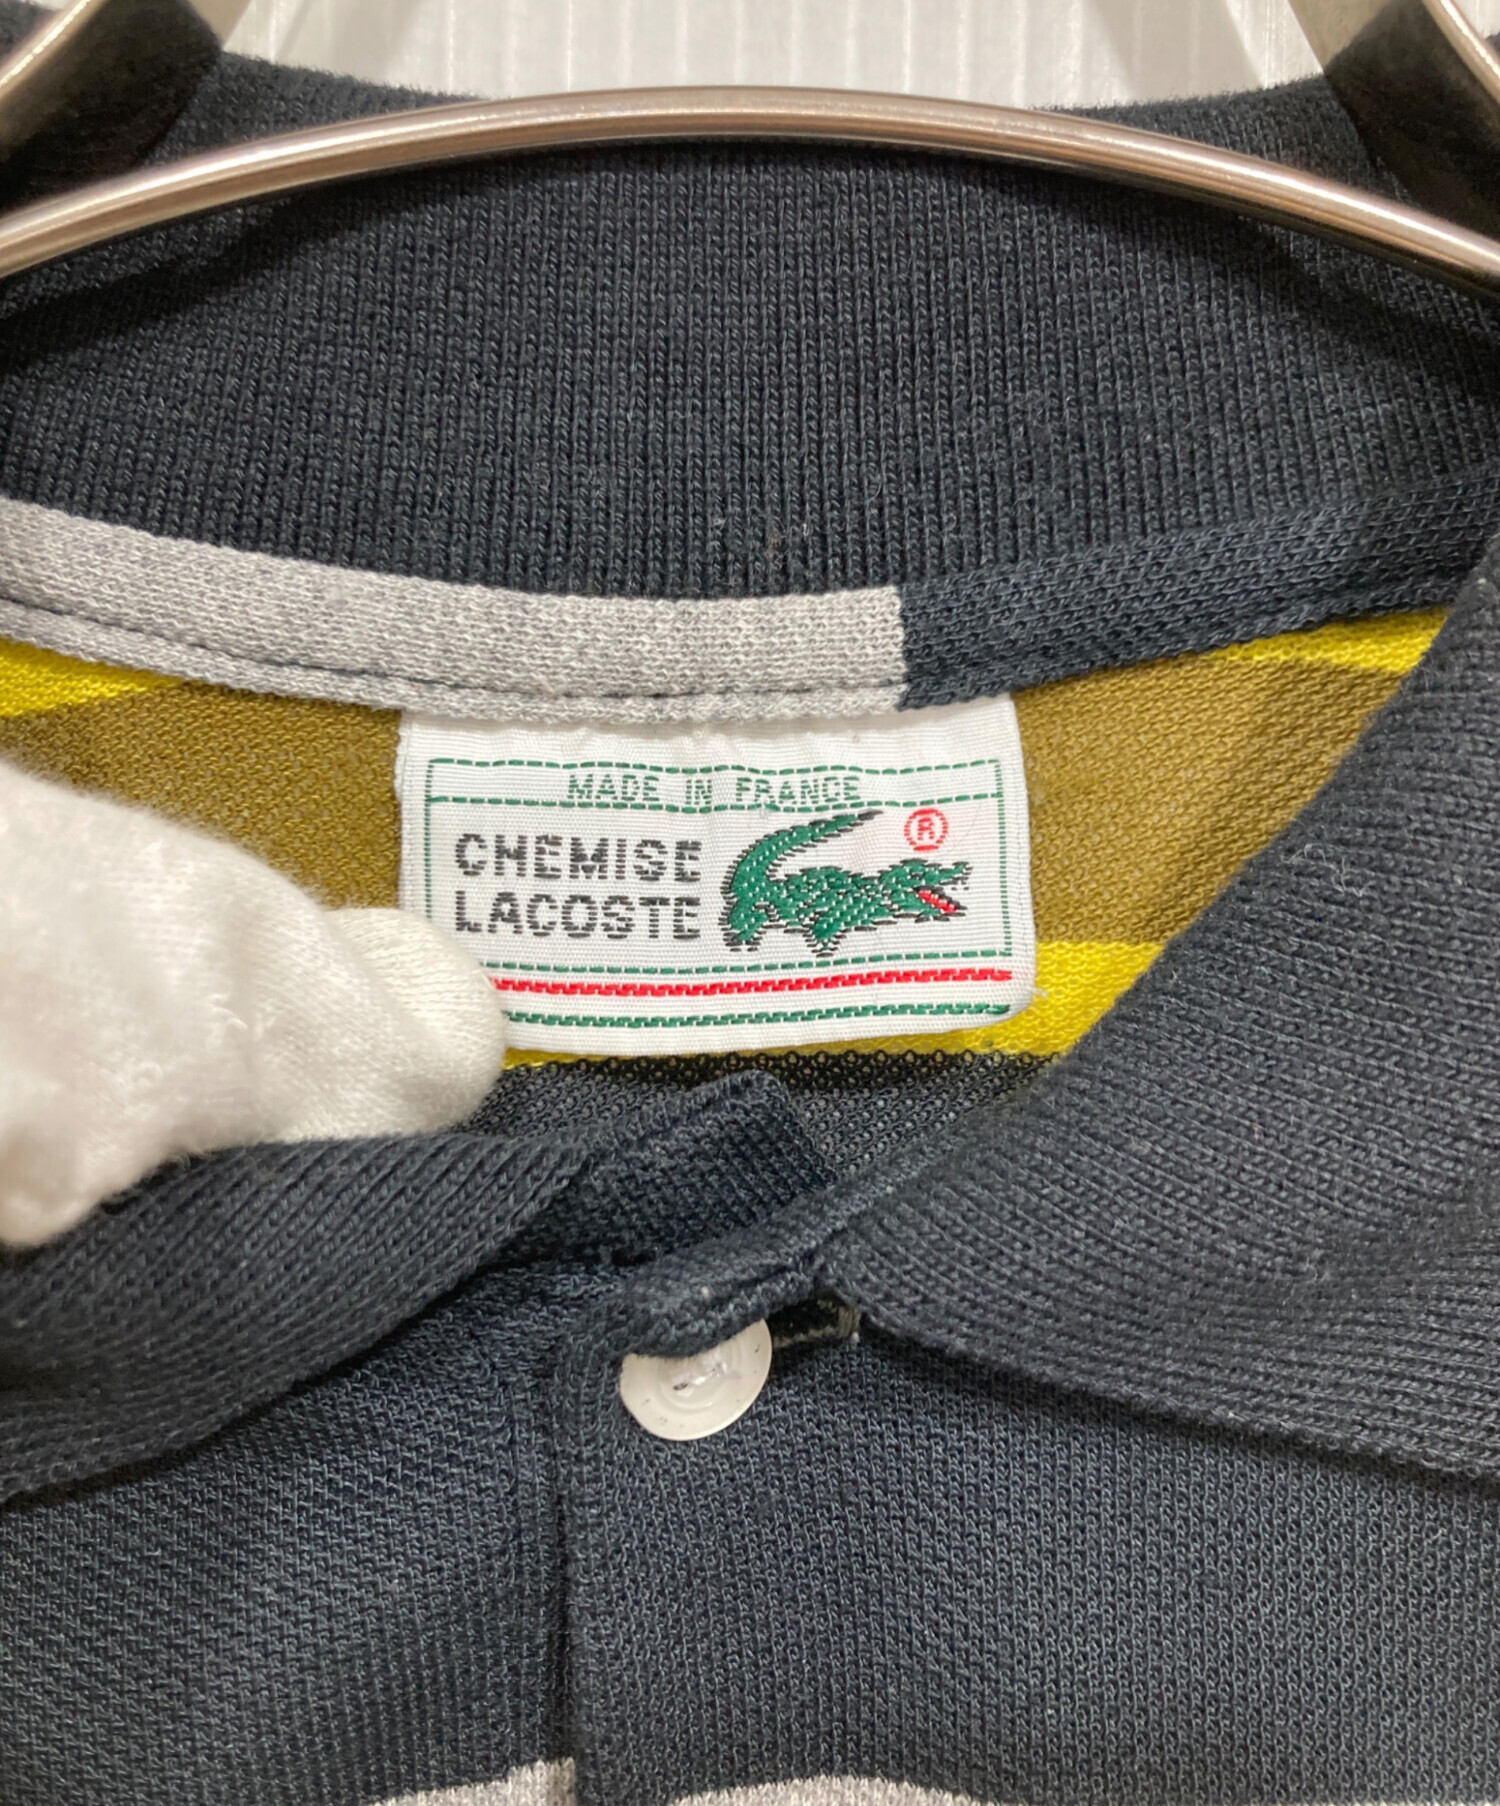 MADE IN FRANCE
CHEMISE
LACOSTE
®